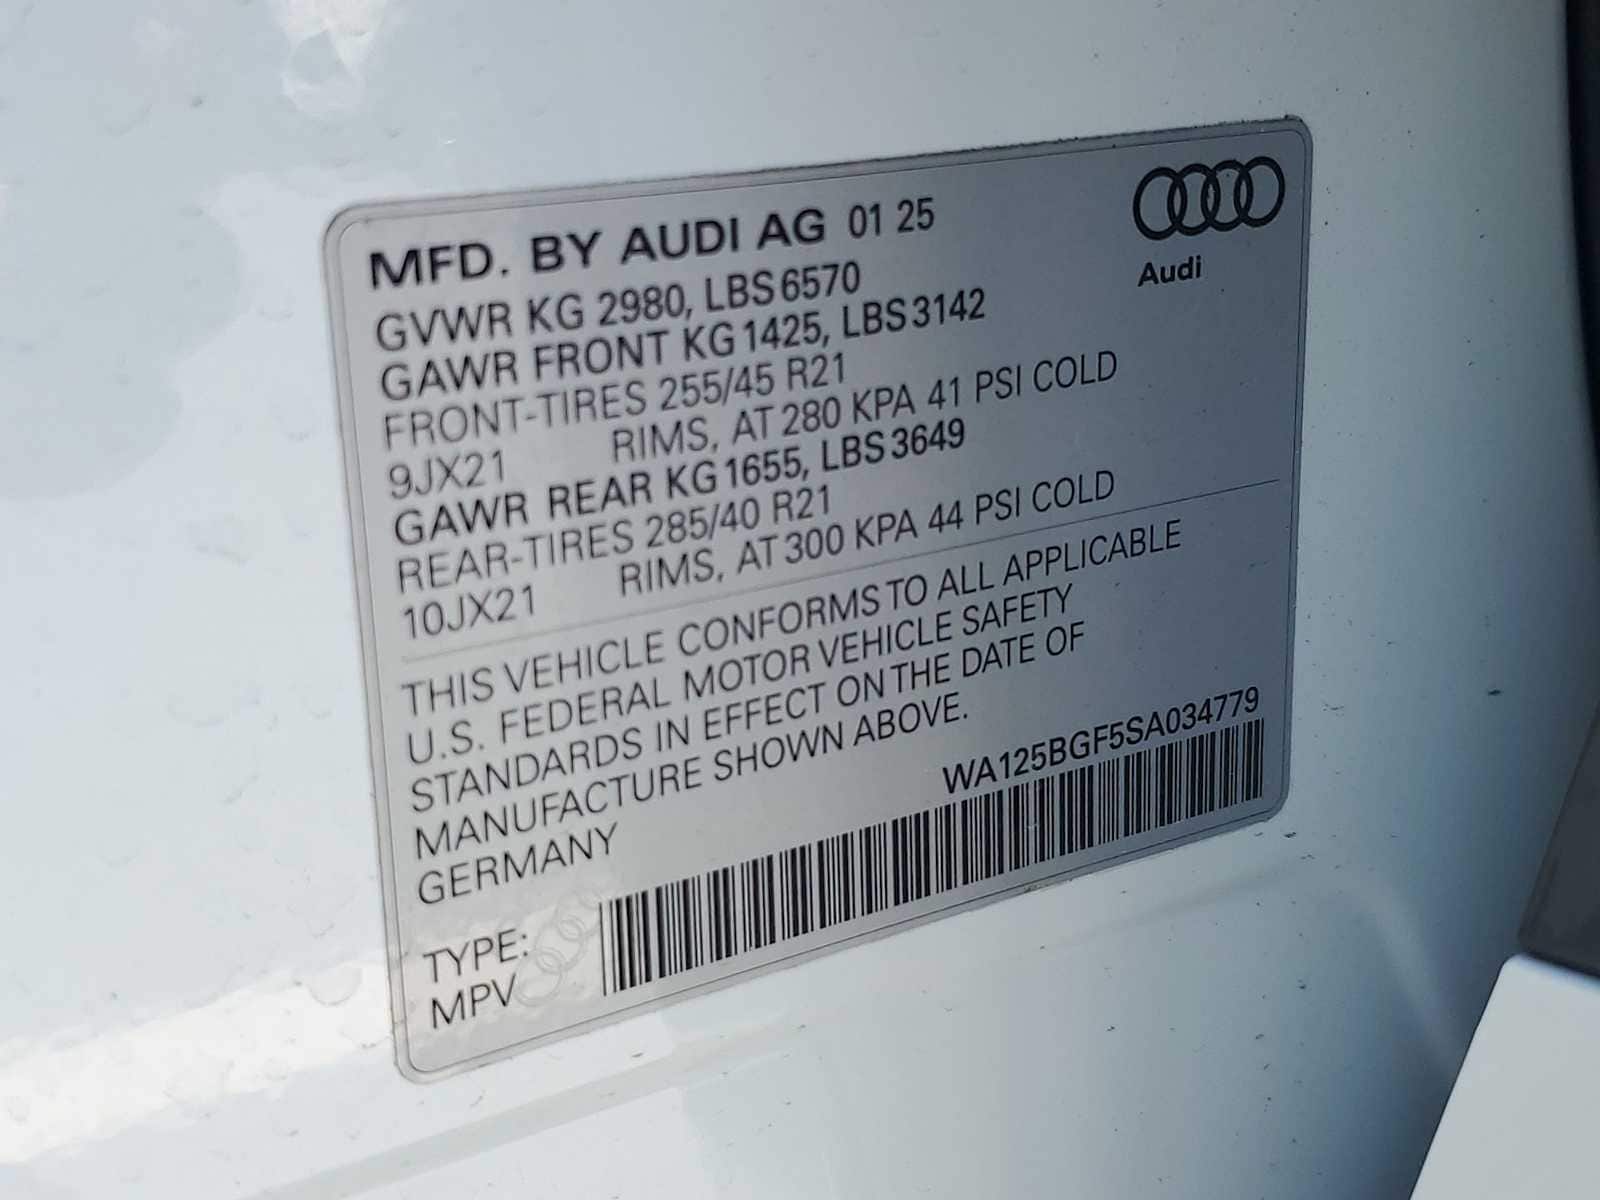 MFD. BY AUDI AG 01 25
Audi
GVWR KG 2980, LBS 6570
GAWR FRONT KG 1425, LBS 3142
FRONT-TIRES 255/45 R21
9JX21 RIMS, AT 280 KPA 41 PSI COLD
GAWR REAR KG 1655, LBS 3649
REAR-TIRES 285/40 R21
10JX21 RIMS, AT 300 KPA 44 PSI COLD
THIS VEHICLE CONFORMS TO ALL APPLICABLE
U.S. FEDERAL MOTOR VEHICLE SAFETY
STANDARDS IN EFFECT ON THE DATE OF
MANUFACTURE SHOWN ABOVE.
GERMANY
WA125BGF5SA034779
TYPE:
MPV